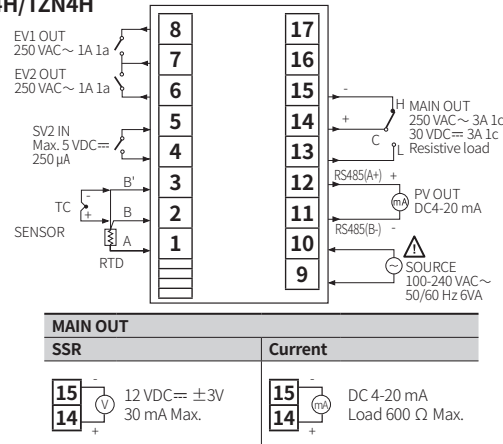 4H/TZN4H
EV1 OUT
250 VAC～ 1A 1a
EV2 OUT
250 VAC～ 1A 1a
SV2 IN
Max. 5 VDC⎓
250 μA
TC
SENSOR
-
+
B'
B
A
RTD
8
7
6
5
4
3
2
1
17
16
15
14
13
12
11
10
9
-
+
H
C
L
MAIN OUT
250 VAC～ 3A 1c
30 VDC⎓ 3A 1c
Resistive load
RS485(A+) +
mA
PV OUT
DC4-20 mA
RS485(B-) -
!
SOURCE
100-240 VAC～
50/60 Hz 6VA
MAIN OUT
SSR
Current
15
14
-
V
+
12 VDC⎓ ±3V
30 mA Max.
15
14
-
mA
+
DC 4-20 mA
Load 600 Ω Max.